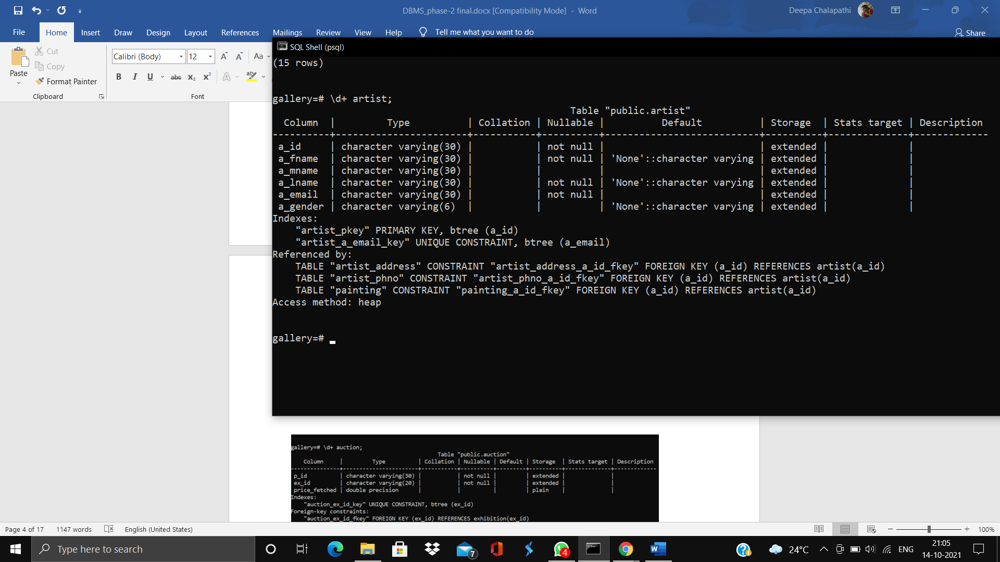 DBMS_phase-2 final.docx [Compatibility Mode] - Word
Deepa Chalapathi
File Home Insert Draw Design Layout References Mailings Review View Help Tell me what you want to do
Share
Paste
Cut
Copy
Format Painter
Clipboard
Calibri (Body) 12 A A Aa
B I U abc x2 x2 A ab
Font
SQL Shell (psql)
(15 rows)
gallery=# \d+ artist;
Table "public.artist"
Column | Type | Collation | Nullable | Default | Storage | Stats target | Description
----------+-----------------------+-----------+----------+---------------------------+----------+--------------+-------------
a_id | character varying(30) | | not null | | extended | |
a_fname | character varying(30) | | not null | 'None'::character varying | extended | |
a_mname | character varying(30) | | | | extended | |
a_lname | character varying(30) | | not null | 'None'::character varying | extended | |
a_email | character varying(30) | | not null | | extended | |
a_gender | character varying(6) | | | 'None'::character varying | extended | |
Indexes:
"artist_pkey" PRIMARY KEY, btree (a_id)
"artist_a_email_key" UNIQUE CONSTRAINT, btree (a_email)
Referenced by:
TABLE "artist_address" CONSTRAINT "artist_address_a_id_fkey" FOREIGN KEY (a_id) REFERENCES artist(a_id)
TABLE "artist_phno" CONSTRAINT "artist_phno_a_id_fkey" FOREIGN KEY (a_id) REFERENCES artist(a_id)
TABLE "painting" CONSTRAINT "painting_a_id_fkey" FOREIGN KEY (a_id) REFERENCES artist(a_id)
Access method: heap
gallery=#
gallery=# \d+ auction;
Table "public.auction"
Column | Type | Collation | Nullable | Default | Storage | Stats target | Description
---------------+-----------------------+-----------+----------+---------+----------+--------------+-------------
p_id | character varying(30) | | not null | | extended | |
ex_id | character varying(20) | | not null | | extended | |
price_fetched | double precision | | | | plain | |
Indexes:
"auction_ex_id_key" UNIQUE CONSTRAINT, btree (ex_id)
Foreign-key constraints:
"auction_ex_id_fkey" FOREIGN KEY (ex_id) REFERENCES exhibition(ex_id)
Page 4 of 17 1147 words English (United States) 100%
Type here to search
7
4
24°C
ENG
21:05
14-10-2021